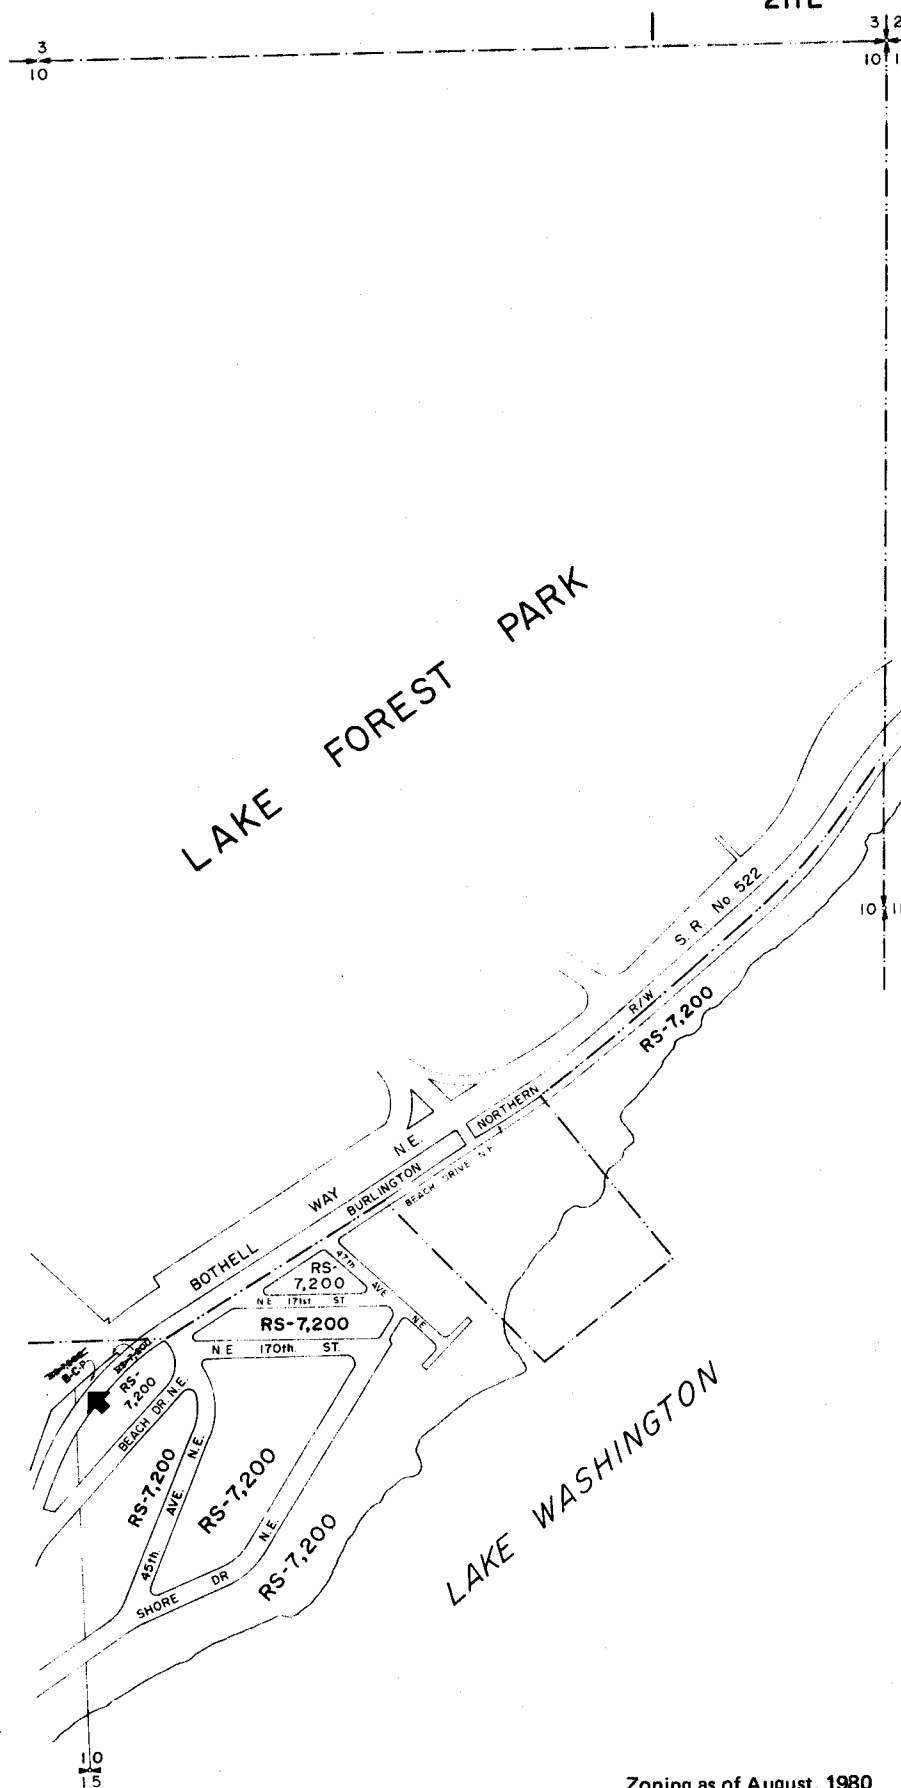 3
10
3 2
10
LAKE FOREST PARK
S. R No. 522
10
R/W
RS-7,200
NORTHERN
N.E.
BURLINGTON
BEACH DRIVE N.E
WAY
BOTHELL
47th AVE N.E
RS-7,200
N E 171st ST
RS-7,200
N.E 170th. ST.
B-C-P
RS-7,200
BEACH DR. N.E.
RS-7,200
45th AVE. N.E.
RS-7,200
RS-7,200
SHORE DR N.E.
LAKE WASHINGTON
10
15
Zoning as of August, 1980